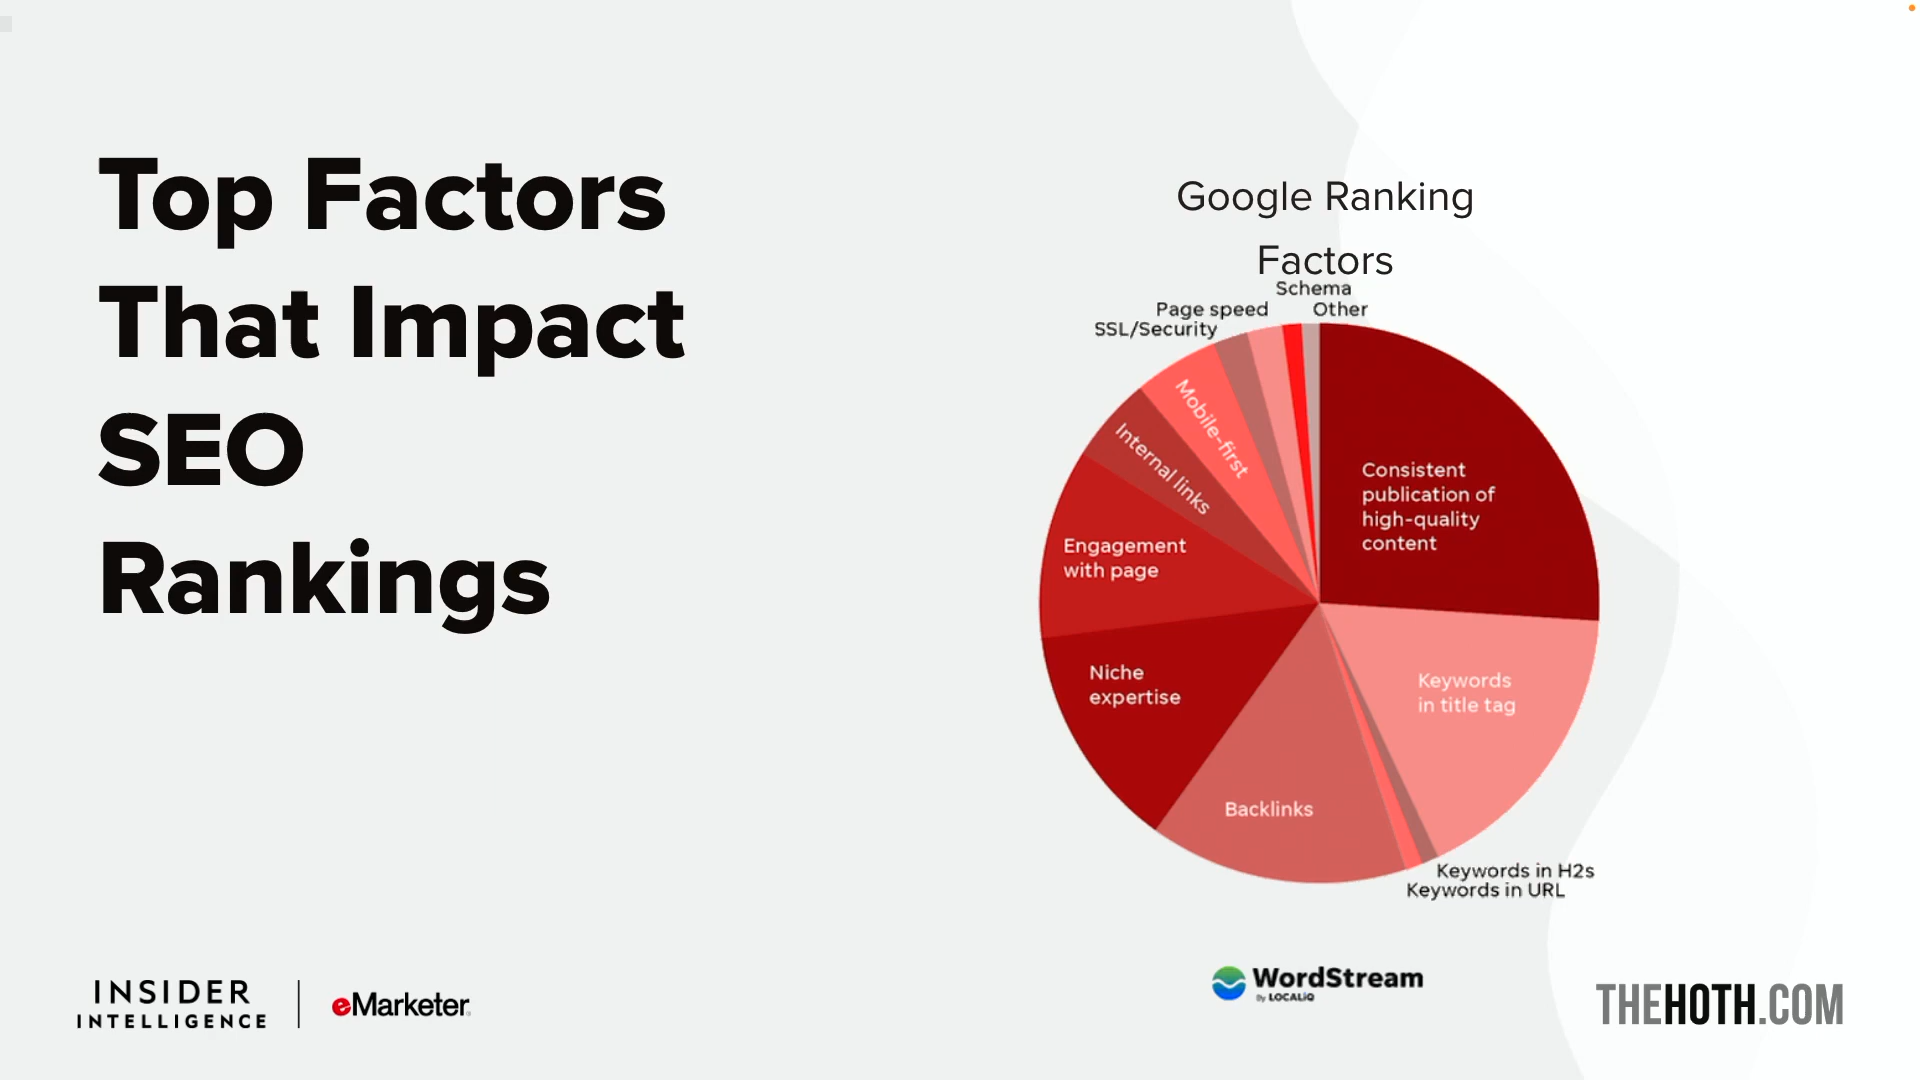 Top Factors
That Impact
SEO
Rankings
Google Ranking
Factors
Schema
Page speed
Other
SSL/Security
Mobile-first
Internal links
Consistent
publication of
high-quality
content
Engagement
with page
Niche
expertise
Keywords
in title tag
Backlinks
Keywords in H2s
Keywords in URL
INSIDER
INTELLIGENCE
eMarketer
WordStream
By LOCALiQ
THEHOTH.COM